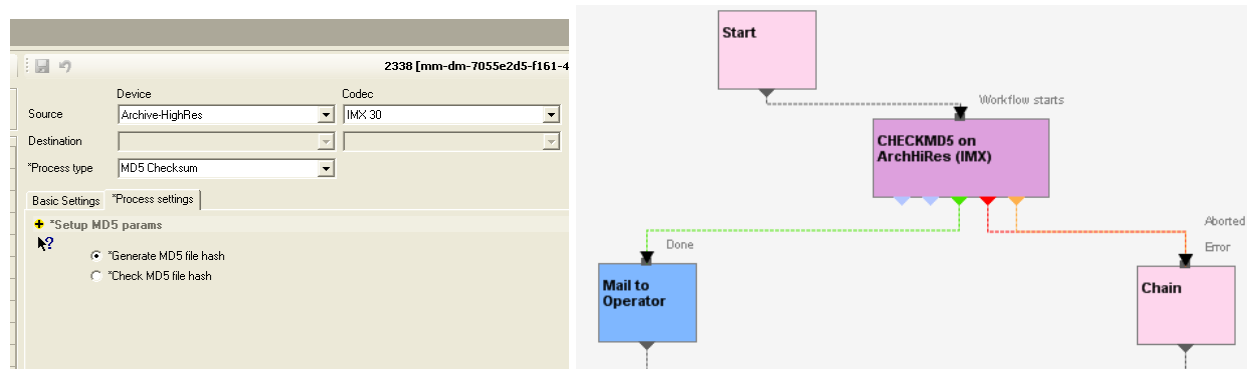 2338 [mm-dm-7055e2d5-f161-4
Device Codec
Source Archive-HighRes IMX 30
Destination
*Process type MD5 Checksum
Basic Settings *Process settings
*Setup MD5 params
*Generate MD5 file hash
*Check MD5 file hash
Start
Workflow starts
CHECKMD5 on
ArchHiRes (IMX)
Aborted
Done
Error
Mail to
Operator
Chain